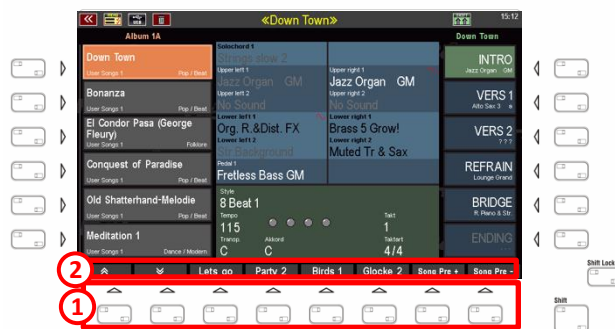 «Down Town»
15:12
Album 1A
Down Town
Down Town
User Songs 1 Pop / Beat
Bonanza
User Songs 1 Pop / Beat
El Condor Pasa (George Fleury)
User Songs 1 Folklore
Conquest of Paradise
User Songs 1 Pop / Beat
Old Shatterhand-Melodie
User Songs 1 Pop / Beat
Meditation 1
User Songs 1 Dance / Modern
Solochord 1
Strings slow 2
Upper left 1
Jazz Organ GM
Upper left 2
No Sound
Upper right 1
Jazz Organ GM
Upper right 2
No Sound
Lower left 1
Org. R.&Dist. FX
Lower left 2
Str.Background
Lower right 1
Brass 5 Growl
Lower right 2
Muted Tr & Sax
Pedal 1
Fretless Bass GM
Style
8 Beat 1
Tempo
115
Takt
1
Transp.
C
Akkord
C
Taktart
4/4
INTRO
Jazz Organ GM
VERS 1
Alto Sax 3 e
VERS 2
? ? ?
REFRAIN
Lounge Grand
BRIDGE
ft. Piano & Str.
ENDING
2
Lets go
Party 2
Birds 1
Glocke 2
Song Pre +
Song Pre -
1
Shift Lock
Shift